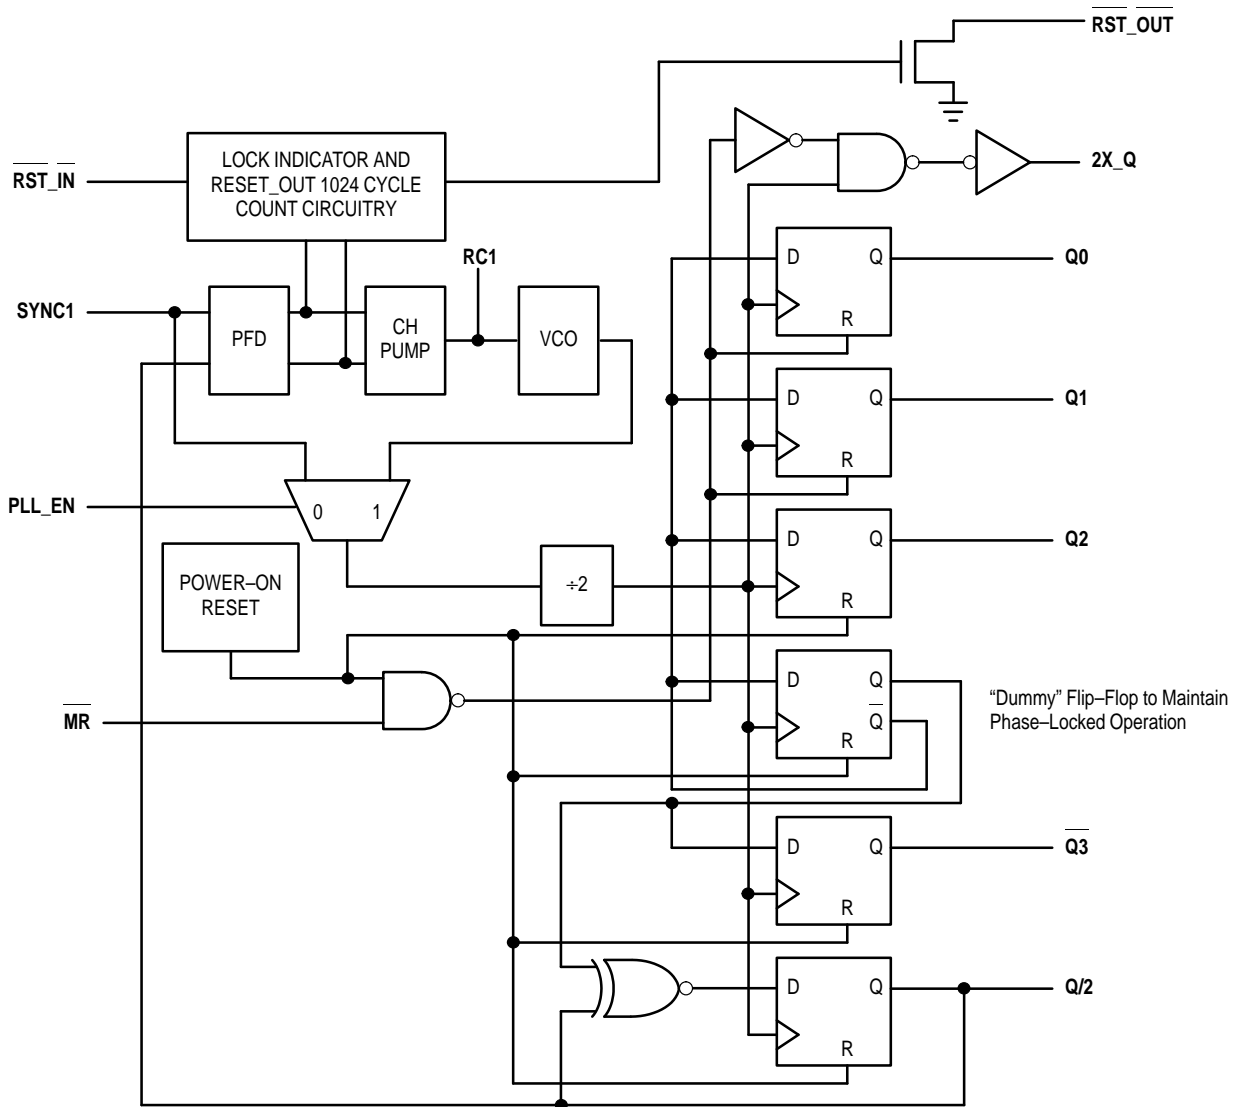 RST_OUT
LOCK INDICATOR AND
RESET_OUT 1024 CYCLE
COUNT CIRCUITRY
RST_IN
2X_Q
RC1
D Q
R
Q0
SYNC1
PFD
CH
PUMP
VCO
D Q
R
Q1
PLL_EN
0 1
D Q
R
Q2
POWER–ON
RESET
÷2
D Q
Q
R
MR
“Dummy” Flip–Flop to Maintain
Phase–Locked Operation
D Q
R
Q3
D Q
R
Q/2